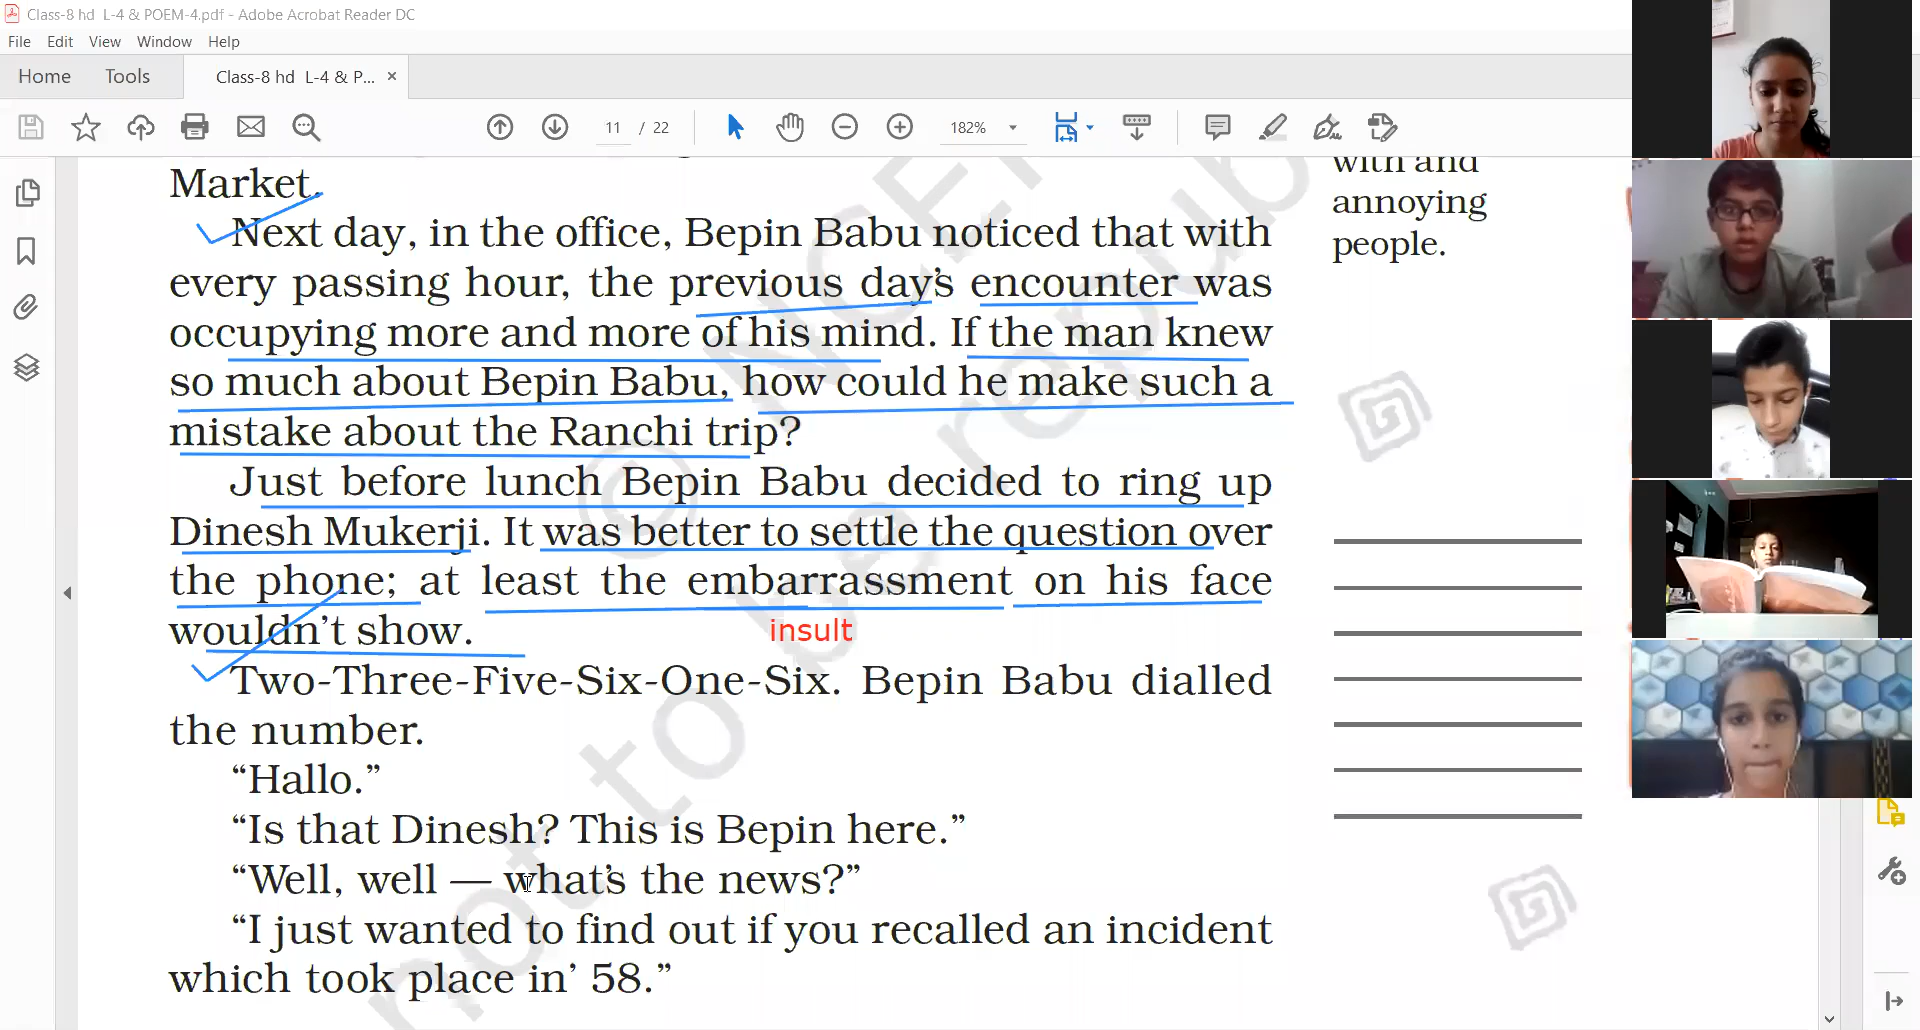 Class-8 hd L-4 & POEM-4.pdf - Adobe Acrobat Reader DC
File Edit View Window Help
Home Tools Class-8 hd L-4 & P... ×
11 / 22 182%
Market.
Next day, in the office, Bepin Babu noticed that with
every passing hour, the previous day's encounter was
occupying more and more of his mind. If the man knew
so much about Bepin Babu, how could he make such a
mistake about the Ranchi trip?
Just before lunch Bepin Babu decided to ring up
Dinesh Mukerji. It was better to settle the question over
the phone; at least the embarrassment on his face
wouldn't show.
insult
Two-Three-Five-Six-One-Six. Bepin Babu dialled
the number.
“Hallo.”
“Is that Dinesh? This is Bepin here.”
“Well, well — what's the news?”
“I just wanted to find out if you recalled an incident
which took place in’ 58.”
with and
annoying
people.
© NCE
not to be repub